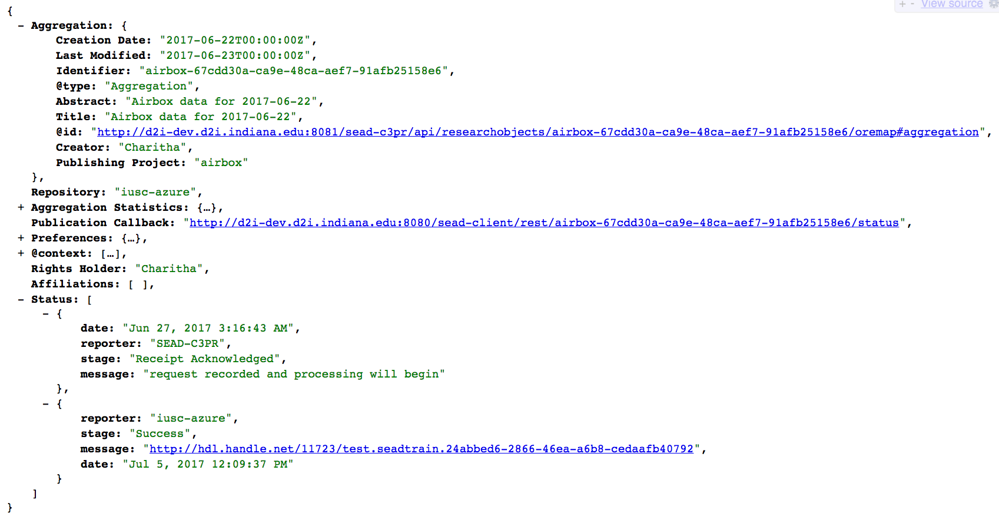 + - View source
{
- Aggregation: {
Creation Date: "2017-06-22T00:00:00Z",
Last Modified: "2017-06-23T00:00:00Z",
Identifier: "airbox-67cdd30a-ca9e-48ca-aef7-91afb25158e6",
@type: "Aggregation",
Abstract: "Airbox data for 2017-06-22",
Title: "Airbox data for 2017-06-22",
@id: "http://d2i-dev.d2i.indiana.edu:8081/sead-c3pr/api/researchobjects/airbox-67cdd30a-ca9e-48ca-aef7-91afb25158e6/oremap#aggregation",
Creator: "Charitha",
Publishing Project: "airbox"
},
Repository: "iusc-azure",
+ Aggregation Statistics: {…},
Publication Callback: "http://d2i-dev.d2i.indiana.edu:8080/sead-client/rest/airbox-67cdd30a-ca9e-48ca-aef7-91afb25158e6/status",
+ Preferences: {…},
+ @context: […],
Rights Holder: "Charitha",
Affiliations: [ ],
- Status: [
- {
date: "Jun 27, 2017 3:16:43 AM",
reporter: "SEAD-C3PR",
stage: "Receipt Acknowledged",
message: "request recorded and processing will begin"
},
- {
reporter: "iusc-azure",
stage: "Success",
message: "http://hdl.handle.net/11723/test.seadtrain.24abbed6-2866-46ea-a6b8-cedaafb40792",
date: "Jul 5, 2017 12:09:37 PM"
}
]
}